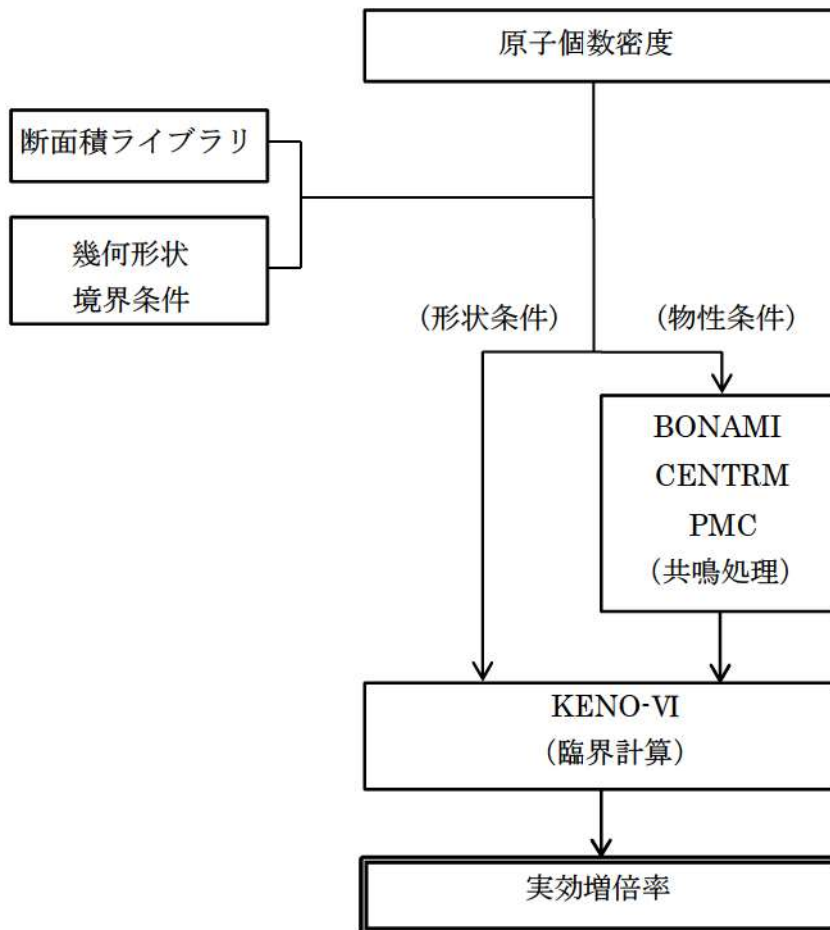 原子個数密度
断面積ライブラリ
幾何形状
境界条件
(形状条件)
(物性条件)
BONAMI
CENTRM
PMC
(共鳴処理)
KENO-Ⅵ
(臨界計算)
実効増倍率